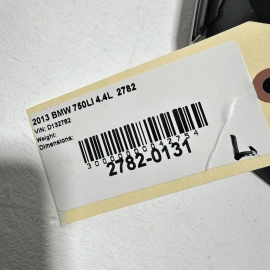 2013 BMW 750LI 4.4L 2782
VIN: D132782
Weight:
Dimensions:
2782-0131
L